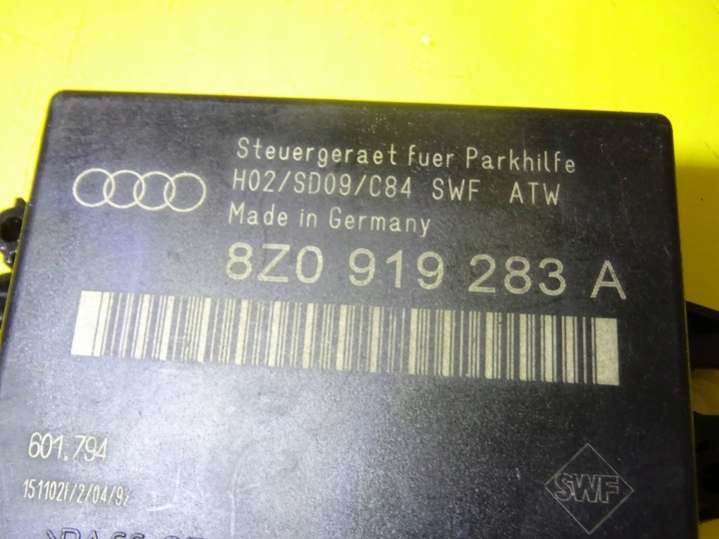 Steuergeraet fuer Parkhilfe
H02/SD09/C84 SWF ATW
Made in Germany
8Z0 919 283 A
601.794
SWF